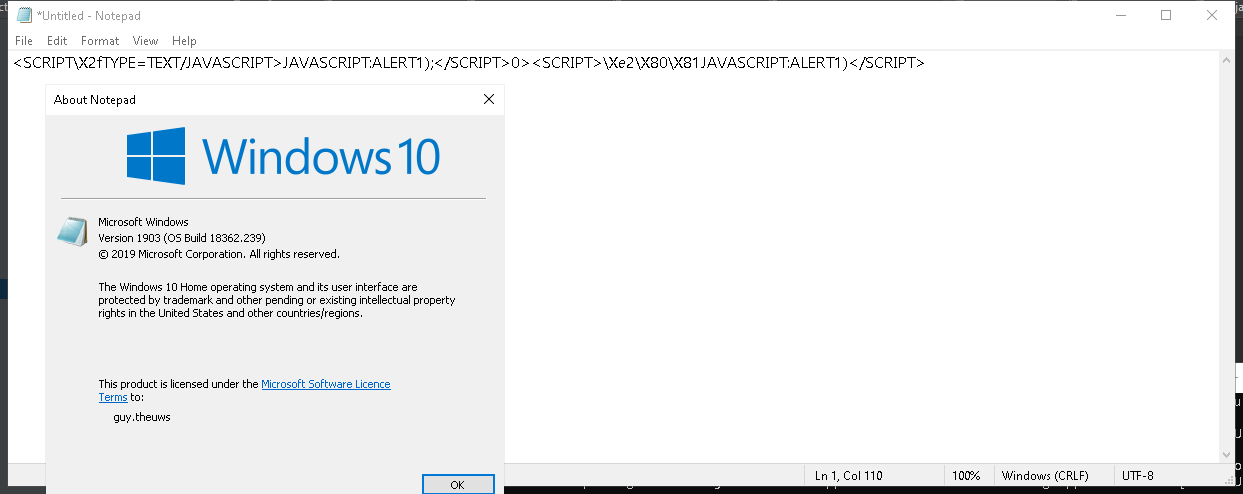 *Untitled - Notepad
File Edit Format View Help
<SCRIPT\X2fTYPE=TEXT/JAVASCRIPT>JAVASCRIPT:ALERT1);</SCRIPT>0><SCRIPT>\Xe2\X80\X81JAVASCRIPT:ALERT1)</SCRIPT>
About Notepad
Windows 10
Microsoft Windows
Version 1903 (OS Build 18362.239)
© 2019 Microsoft Corporation. All rights reserved.
The Windows 10 Home operating system and its user interface are
protected by trademark and other pending or existing intellectual property
rights in the United States and other countries/regions.
This product is licensed under the Microsoft Software Licence
Terms to:
guy.theuws
OK
Ln 1, Col 110 100% Windows (CRLF) UTF-8